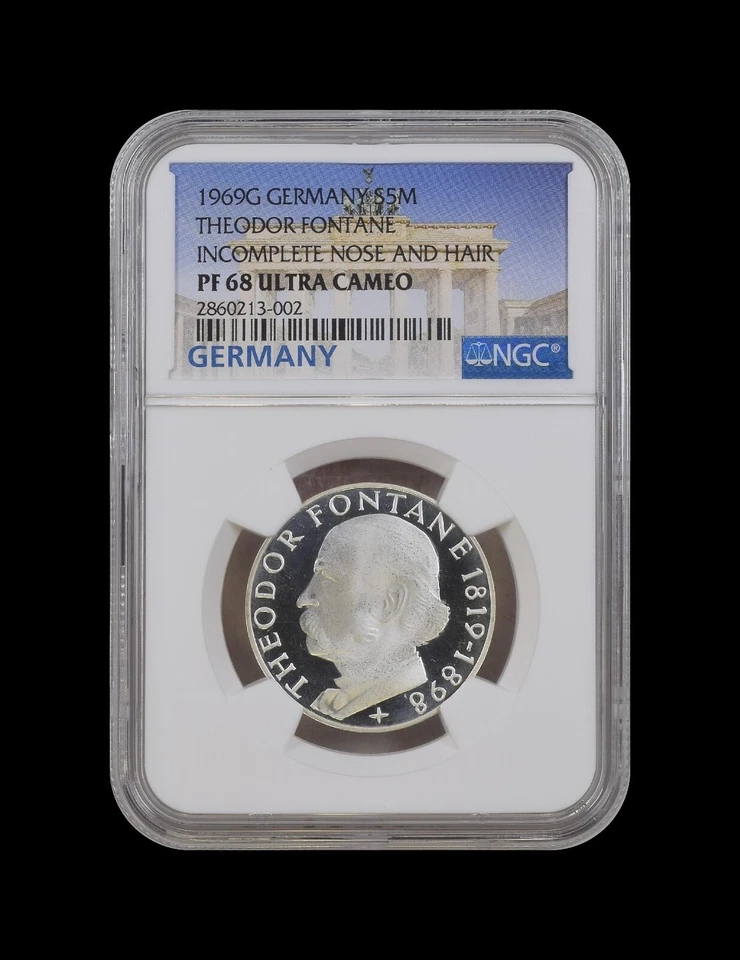 1969G GERMANY S5M
THEODOR FONTANE
INCOMPLETE NOSE AND HAIR
PF 68 ULTRA CAMEO
2860213-002
GERMANY
NGC®
THEODOR FONTANE 1819-1898